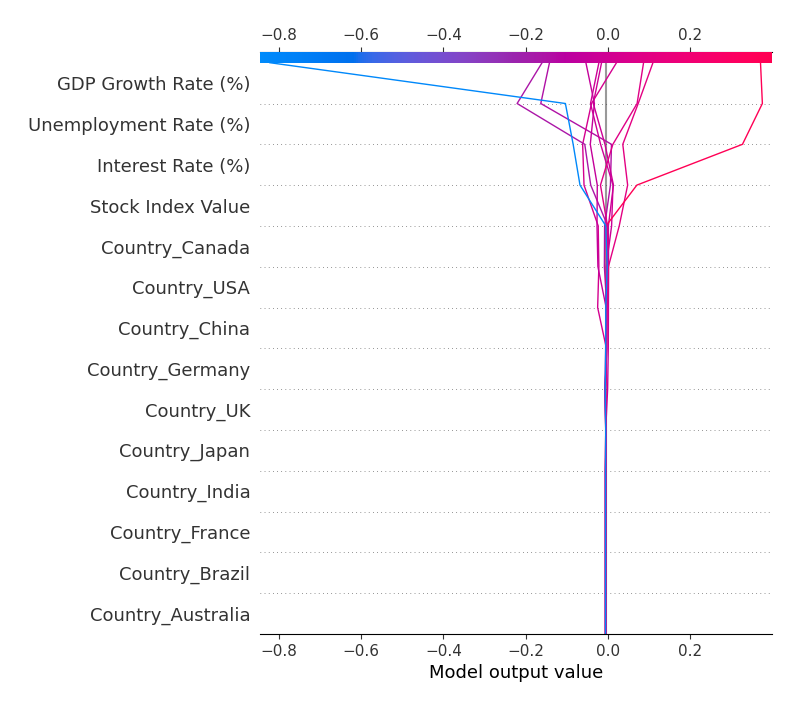 −0.8 −0.6 −0.4 −0.2 0.0 0.2
GDP Growth Rate (%)
Unemployment Rate (%)
Interest Rate (%)
Stock Index Value
Country_Canada
Country_USA
Country_China
Country_Germany
Country_UK
Country_Japan
Country_India
Country_France
Country_Brazil
Country_Australia
−0.8 −0.6 −0.4 −0.2 0.0 0.2
Model output value